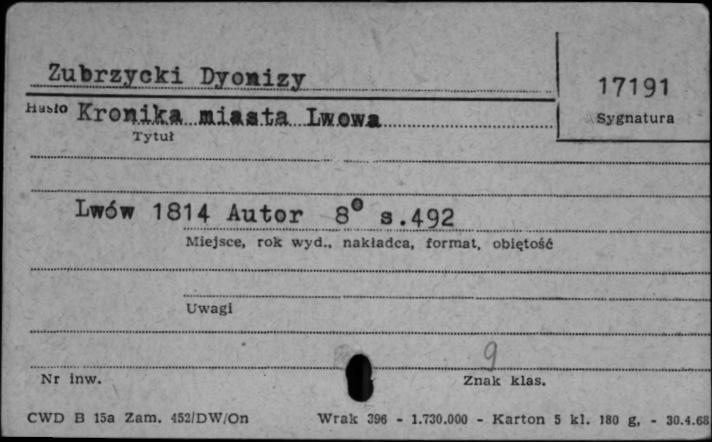 Zubrzycki Dyonizy
17191
Hasło Kronika miasta Lwowa
Sygnatura
Tytuł
Lwów 1814 Autor 8° s.492
Miejsce, rok wyd., nakładca, format, objętość
Uwagi
9
Nr inw.
Znak klas.
CWD B 15a Zam. 452/DW/On Wrak 396 - 1.730.000 - Karton 5 kl. 180 g, - 30.4.68